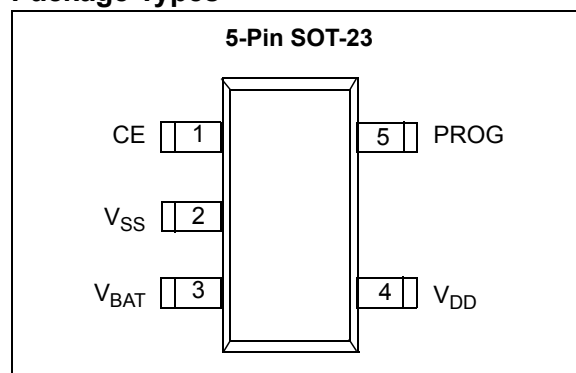 Package Types
5-Pin SOT-23
CE 1 5 PROG
VSS 2
VBAT 3 4 VDD